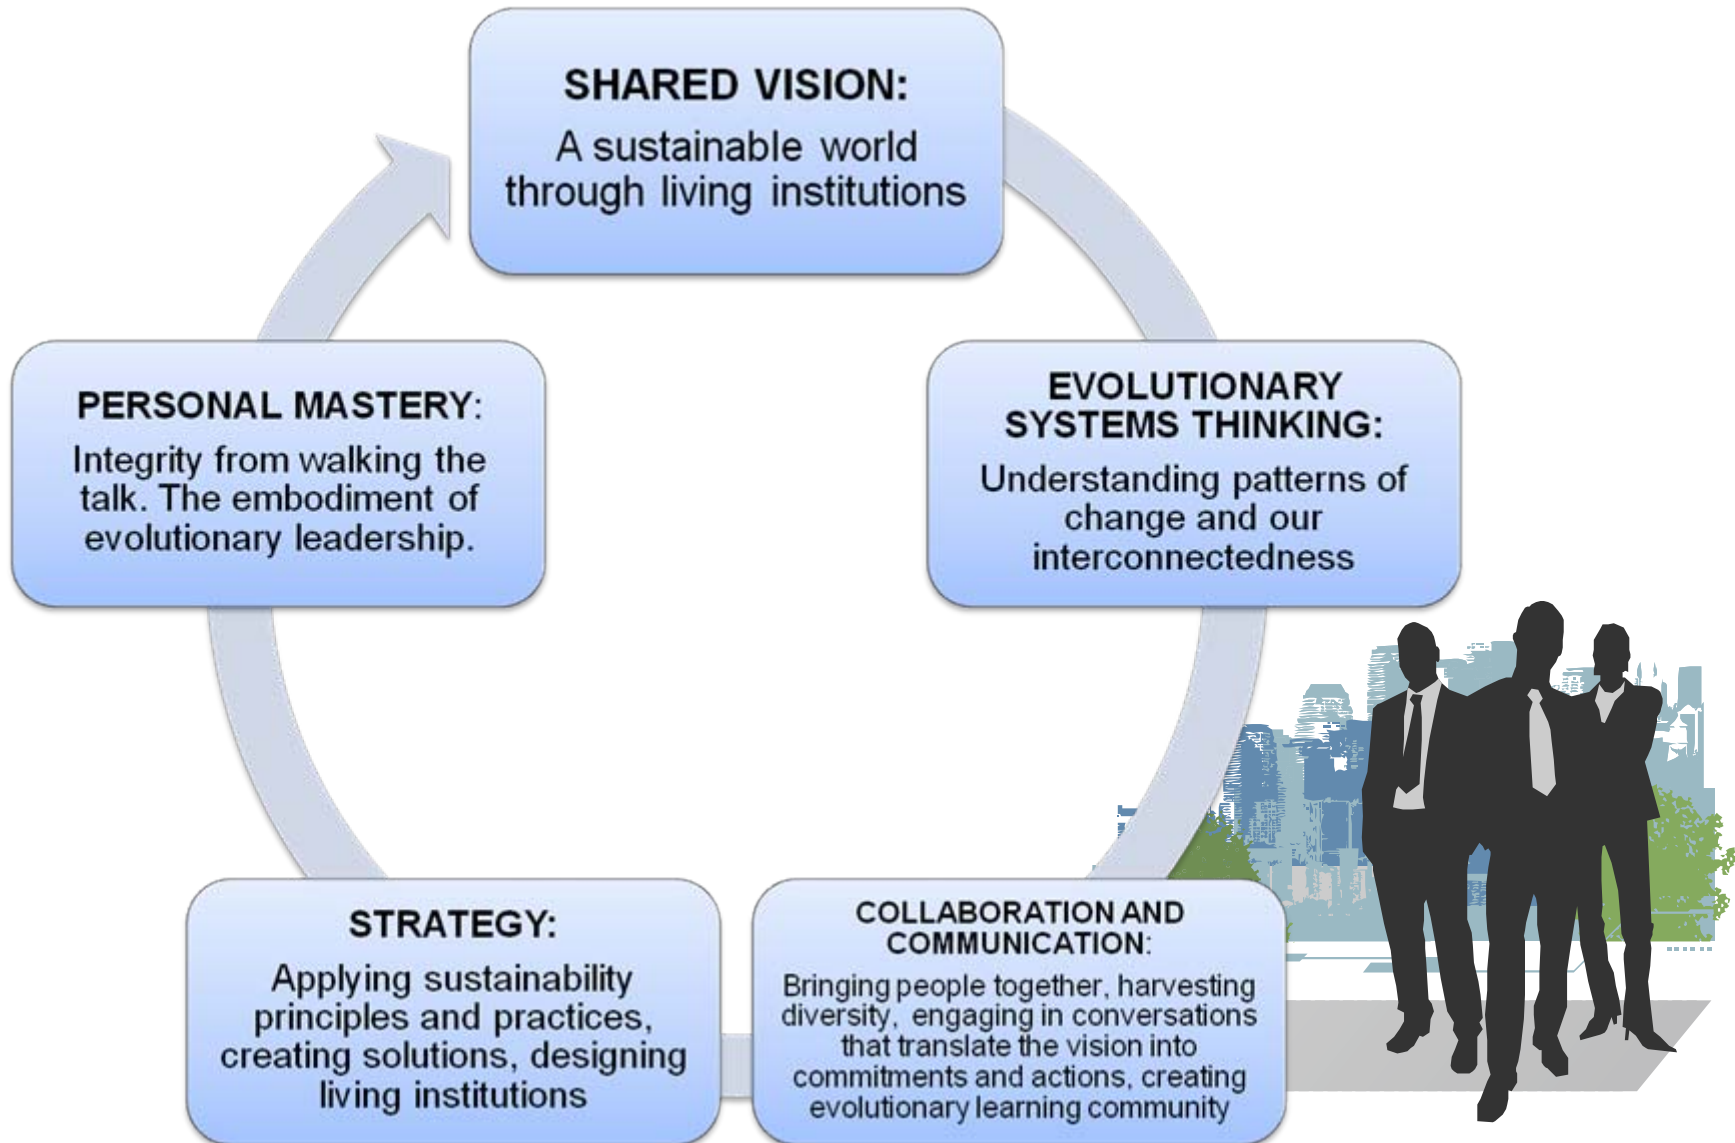 SHARED VISION:
A sustainable world
through living institutions
EVOLUTIONARY
SYSTEMS THINKING:
Understanding patterns of
change and our
interconnectedness
COLLABORATION AND
COMMUNICATION:
Bringing people together, harvesting
diversity, engaging in conversations
that translate the vision into
commitments and actions, creating
evolutionary learning community
STRATEGY:
Applying sustainability
principles and practices,
creating solutions, designing
living institutions
PERSONAL MASTERY:
Integrity from walking the
talk. The embodiment of
evolutionary leadership.